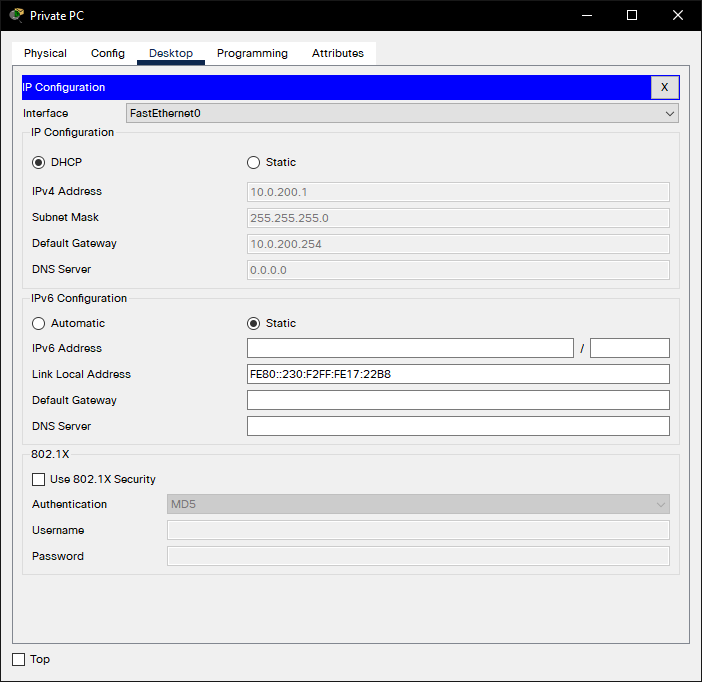 Private PC
Physical Config Desktop Programming Attributes
IP Configuration X
Interface FastEthernet0
IP Configuration
DHCP Static
IPv4 Address 10.0.200.1
Subnet Mask 255.255.255.0
Default Gateway 10.0.200.254
DNS Server 0.0.0.0
IPv6 Configuration
Automatic Static
IPv6 Address /
Link Local Address FE80::230:F2FF:FE17:22B8
Default Gateway
DNS Server
802.1X
Use 802.1X Security
Authentication MD5
Username
Password
Top